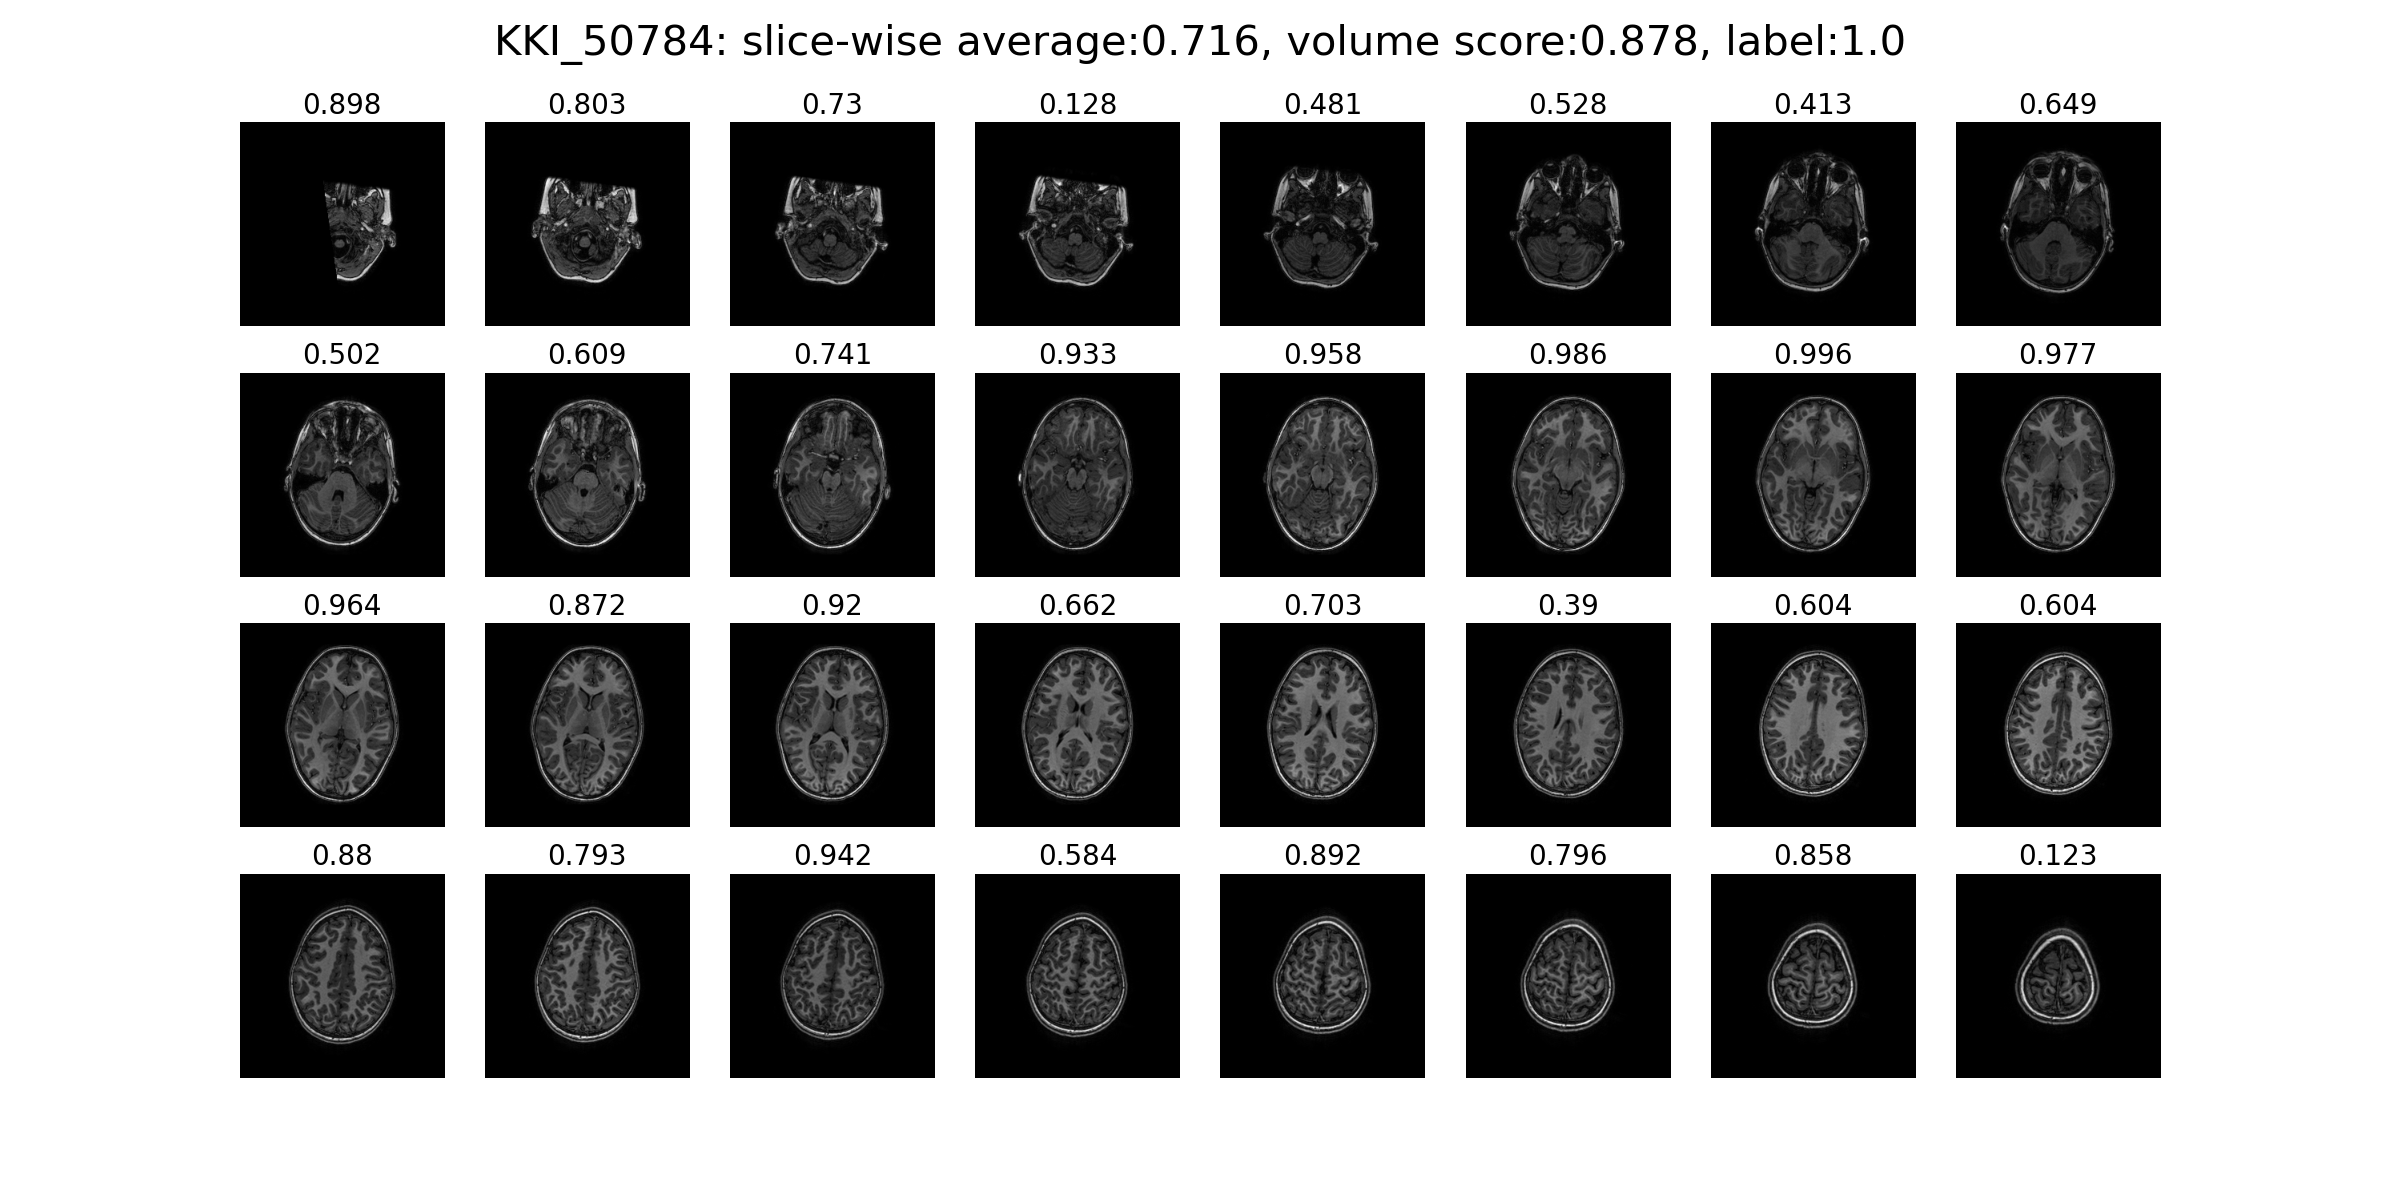 KKI_50784: slice-wise average:0.716, volume score:0.878, label:1.0
0.898 0.803 0.73 0.128 0.481 0.528 0.413 0.649
0.502 0.609 0.741 0.933 0.958 0.986 0.996 0.977
0.964 0.872 0.92 0.662 0.703 0.39 0.604 0.604
0.88 0.793 0.942 0.584 0.892 0.796 0.858 0.123